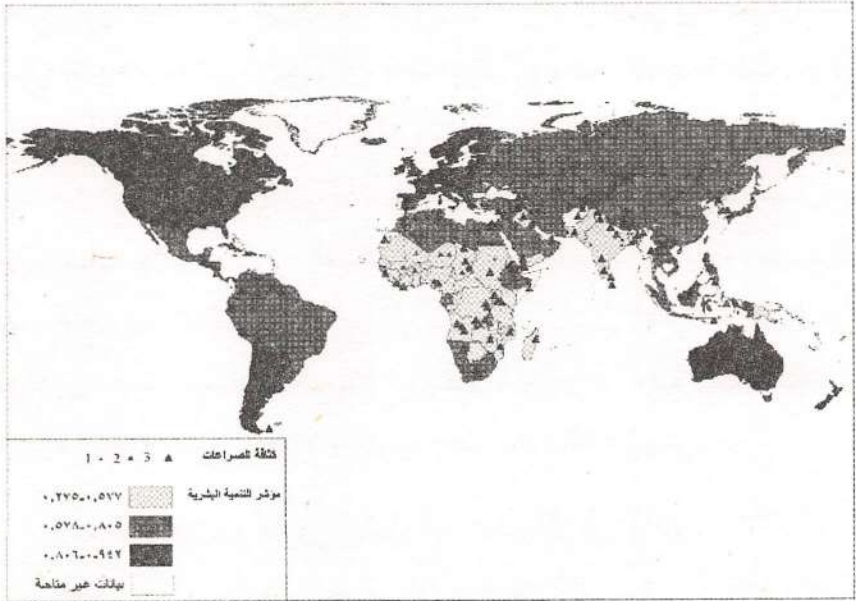 كثافة الصراعات ▲ 3 • 2 · 1
مؤشر التنمية البشرية ٠,٢٧٥-٠,٥٧٧
٠,٥٧٨-٠,٨٠٥
٠,٨٠٦-٠,٩٤٢
بيانات غير متاحة